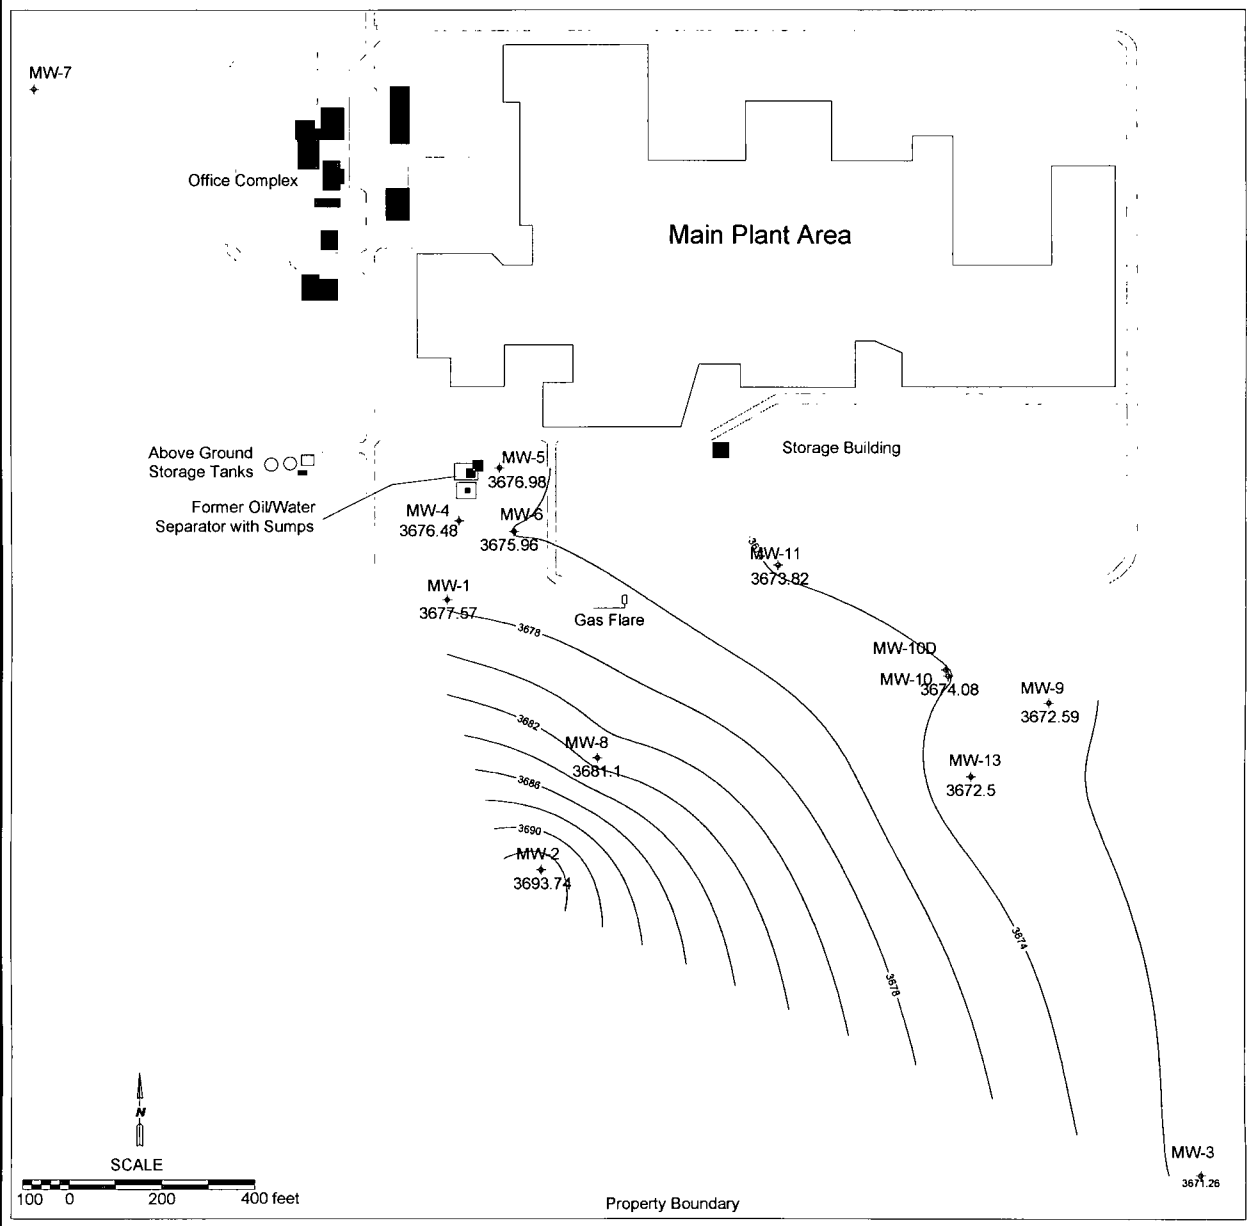 MW-7
Office Complex
Main Plant Area
Above Ground
Storage Tanks
Former Oil/Water
Separator with Sumps
MW-5
3676.98
MW-4
3676.48
MW-6
3675.96
Storage Building
MW-11
3673.82
MW-1
3677.57
Gas Flare
3678
MW-10D
MW-10
3674.08
MW-9
3672.59
3682
MW-8
3681.1
MW-13
3672.5
3686
3690
MW-2
3693.74
3674
3678
N
SCALE
100 0 200 400 feet
Property Boundary
MW-3
3671.26